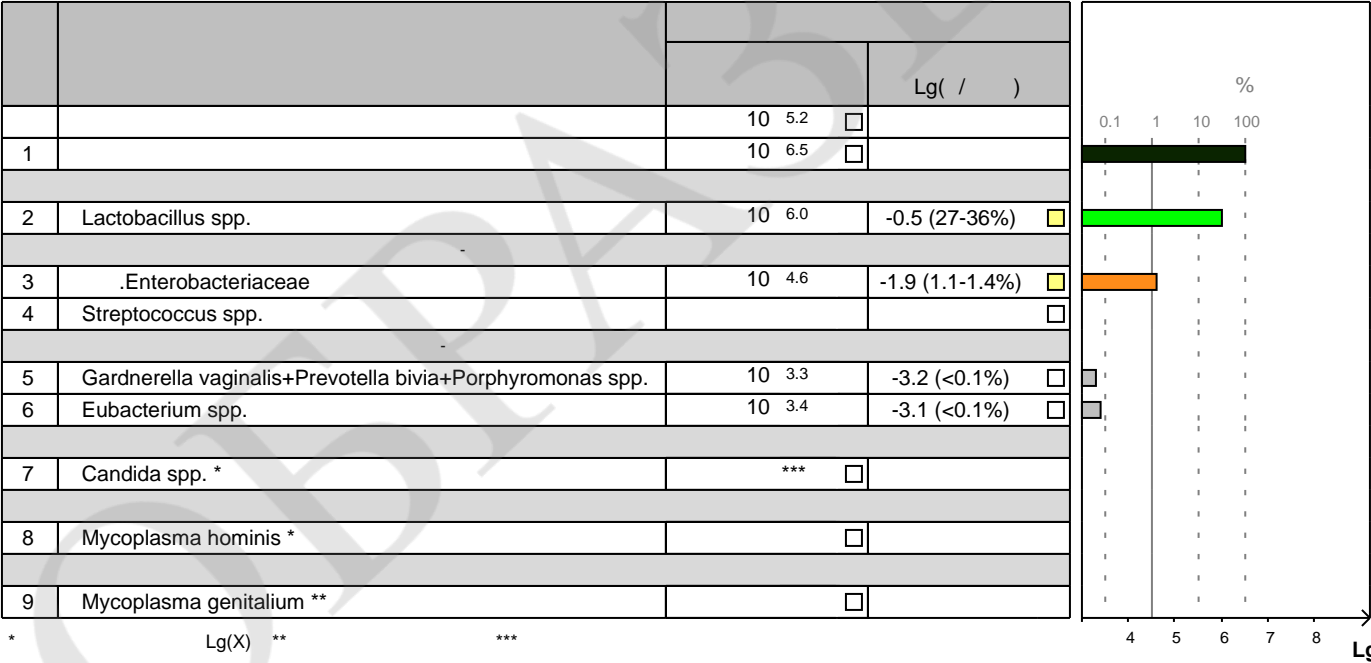 Lg( / )
%
10 5.2
0.1 1 10 100
1 10 6.5
2 Lactobacillus spp. 10 6.0 -0.5 (27-36%)
-
3 .Enterobacteriaceae 10 4.6 -1.9 (1.1-1.4%)
4 Streptococcus spp.
-
5 Gardnerella vaginalis+Prevotella bivia+Porphyromonas spp. 10 3.3 -3.2 (<0.1%)
6 Eubacterium spp. 10 3.4 -3.1 (<0.1%)
7 Candida spp. * ***
8 Mycoplasma hominis *
9 Mycoplasma genitalium **
* Lg(X) ** ***
4 5 6 7 8
Lg
ОБРАЗЕ